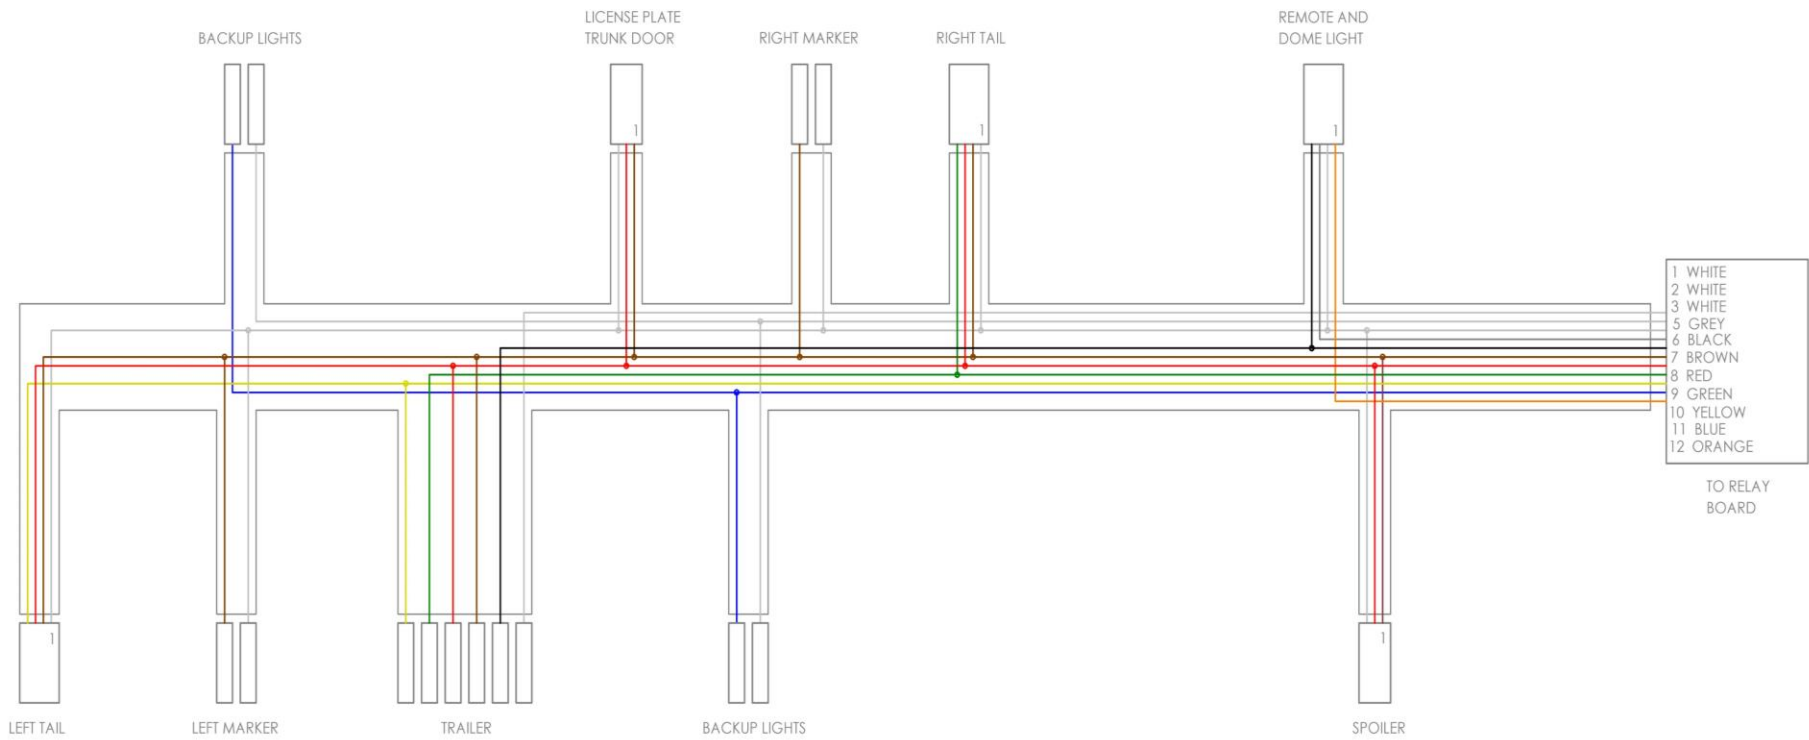 LICENSE PLATE
TRUNK DOOR
REMOTE AND
DOME LIGHT
BACKUP LIGHTS
RIGHT MARKER
RIGHT TAIL
1
1
1
1 WHITE
2 WHITE
3 WHITE
5 GREY
6 BLACK
7 BROWN
8 RED
9 GREEN
10 YELLOW
11 BLUE
12 ORANGE
TO RELAY
BOARD
1
1
LEFT TAIL
LEFT MARKER
TRAILER
BACKUP LIGHTS
SPOILER